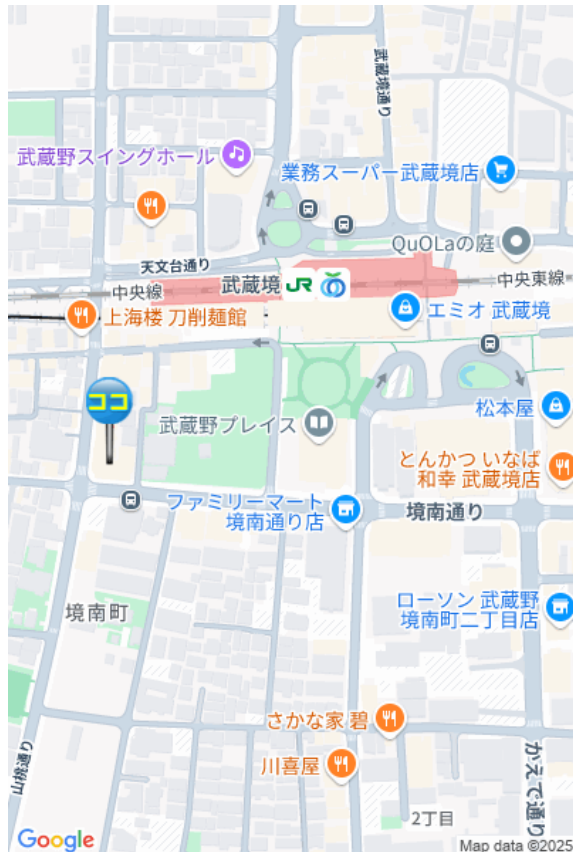 武蔵境通り
武蔵野スイングホール
業務スーパー武蔵境店
QuOLaの庭
天文台通り
中央線
武蔵境
JR
中央東線
上海楼 刀削麺館
エミオ 武蔵境
ココ
武蔵野プレイス
松本屋
とんかつ いなば
和幸 武蔵境店
ファミリーマート
境南通り店
境南通り
境南町
ローソン 武蔵野
境南町二丁目店
さかな家 碧
川喜屋
山桃通り
かえで通り
2丁目
Google
Map data ©2025